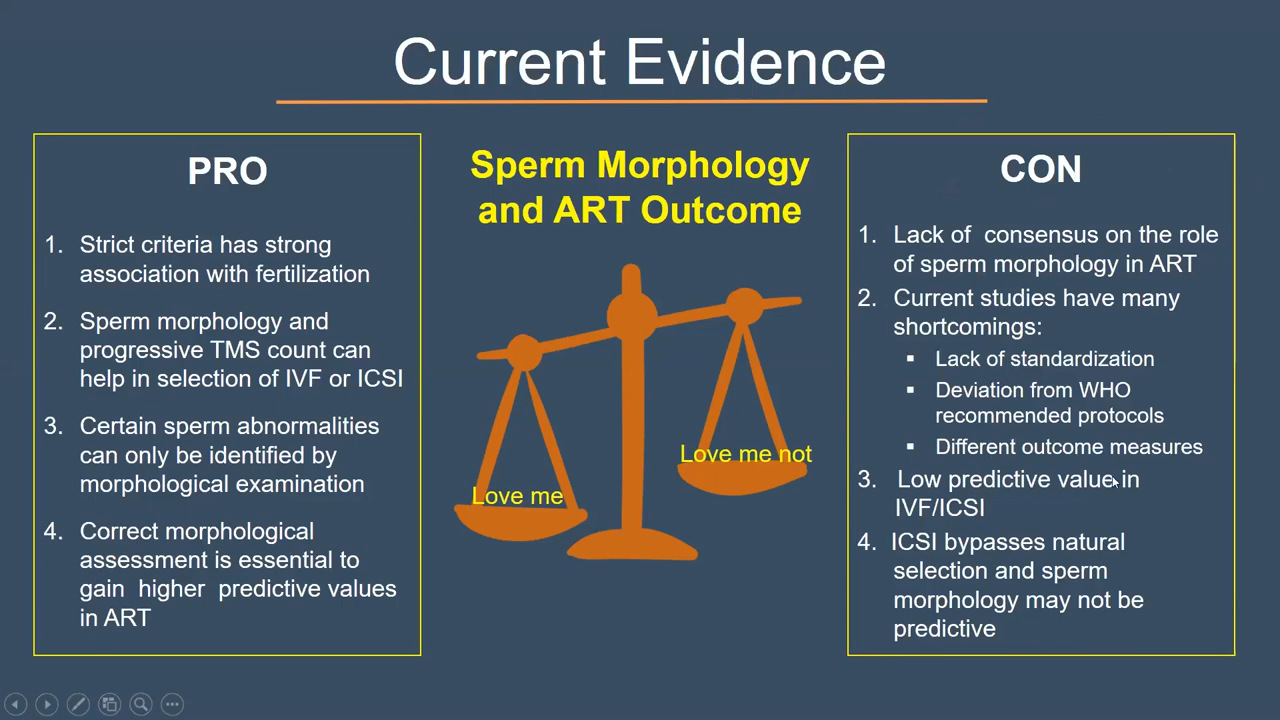 Current Evidence
PRO
1. Strict criteria has strong
association with fertilization
2. Sperm morphology and
progressive TMS count can
help in selection of IVF or ICSI
3. Certain sperm abnormalities
can only be identified by
morphological examination
4. Correct morphological
assessment is essential to
gain higher predictive values
in ART
Sperm Morphology
and ART Outcome
Love me
Love me not
CON
1. Lack of consensus on the role
of sperm morphology in ART
2. Current studies have many
shortcomings:
▪ Lack of standardization
▪ Deviation from WHO
recommended protocols
▪ Different outcome measures
3. Low predictive value in
IVF/ICSI
4. ICSI bypasses natural
selection and sperm
morphology may not be
predictive